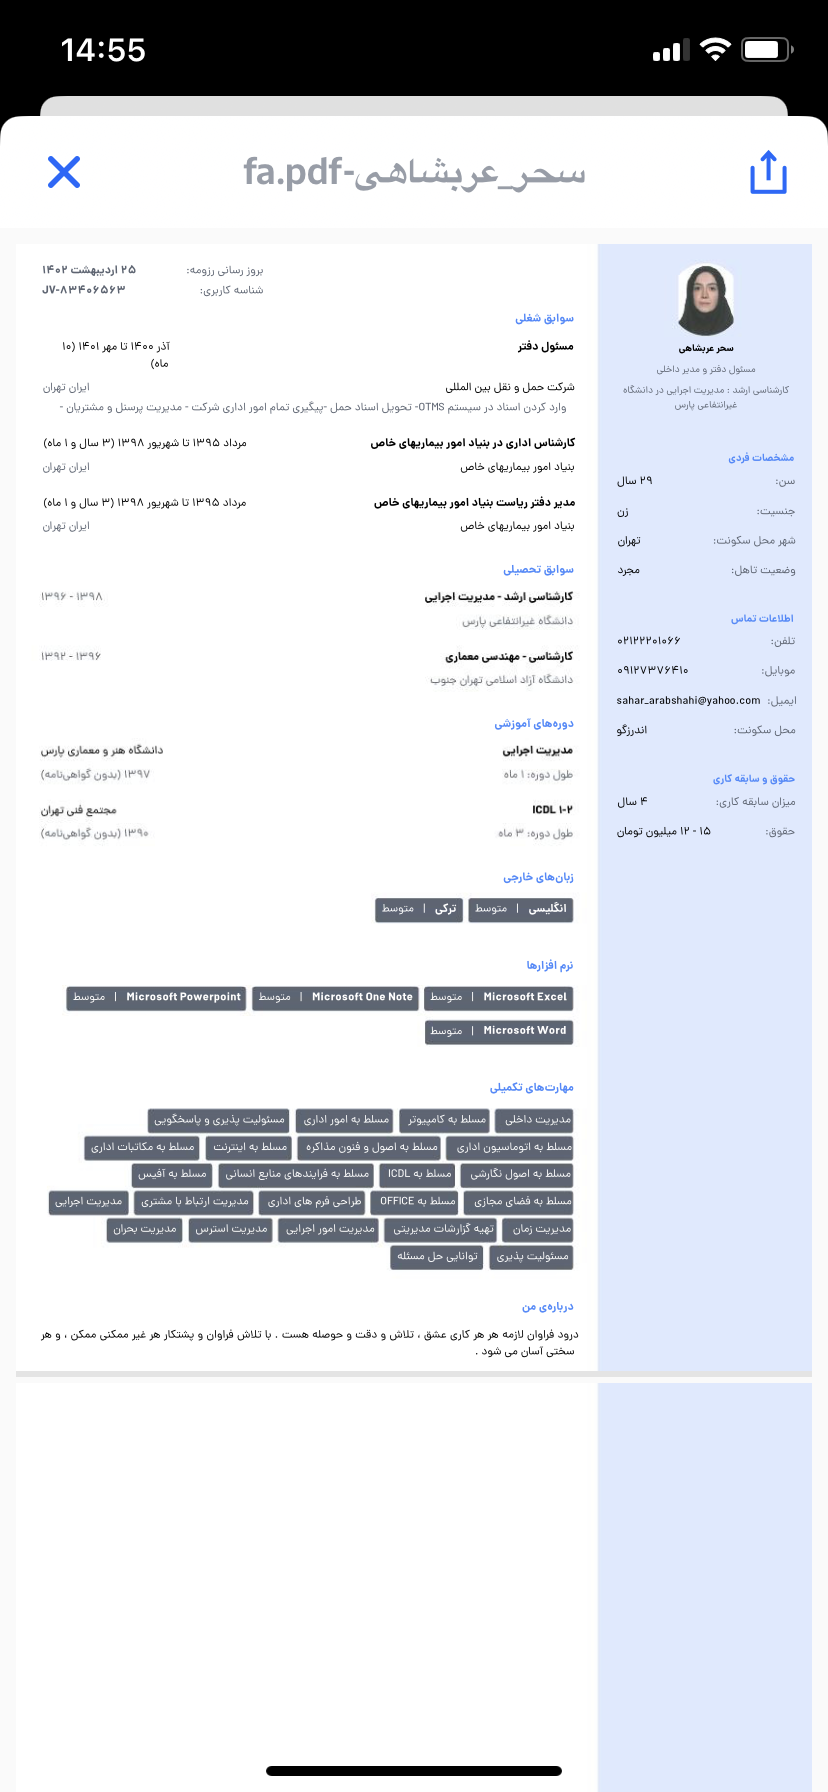 14:55
سحر_عربشاهی-fa.pdf
سحر عربشاهی
مسئول دفتر و مدیر داخلی
کارشناسی ارشد : مدیریت اجرایی در دانشگاه
غیرانتفاعی پارس
مشخصات فردی
سن: ۲۹ سال
جنسیت: زن
شهر محل سکونت: تهران
وضعیت تاهل: مجرد
اطلاعات تماس
تلفن: ۰۲۱۲۲۲۰۱۰۶۶
موبایل: ۰۹۱۲۷۳۷۶۴۱۰
ایمیل: sahar_arabshahi@yahoo.com
محل سکونت: اندرزگو
حقوق و سابقه کاری
میزان سابقه کاری: ۴ سال
حقوق: ۱۵ - ۱۲ میلیون تومان
بروز رسانی رزومه: ۲۵ اردیبهشت ۱۴۰۲
شناسه کاربری: JV-۸۳۴۰۶۵۶۳
سوابق شغلی
مسئول دفتر آذر ۱۴۰۰ تا مهر ۱۴۰۱ (۱۰
ماه)
شرکت حمل و نقل بین المللی ایران تهران
وارد کردن اسناد در سیستم OTMS- تحویل اسناد حمل -پیگیری تمام امور اداری شرکت - مدیریت پرسنل و مشتریان -
کارشناس اداری در بنیاد امور بیماریهای خاص مرداد ۱۳۹۵ تا شهریور ۱۳۹۸ (۳ سال و ۱ ماه)
بنیاد امور بیماریهای خاص ایران تهران
مدیر دفتر ریاست بنیاد امور بیماریهای خاص مرداد ۱۳۹۵ تا شهریور ۱۳۹۸ (۳ سال و ۱ ماه)
بنیاد امور بیماریهای خاص ایران تهران
سوابق تحصیلی
کارشناسی ارشد - مدیریت اجرایی ۱۳۹۶ - ۱۳۹۸
دانشگاه غیرانتفاعی پارس
کارشناسی - مهندسی معماری ۱۳۹۲ - ۱۳۹۶
دانشگاه آزاد اسلامی تهران جنوب
دوره‌های آموزشی
مدیریت اجرایی دانشگاه هنر و معماری پارس
طول دوره: ۱ ماه ۱۳۹۷ (بدون گواهی‌نامه)
ICDL ۱-۲ مجتمع فنی تهران
طول دوره: ۳ ماه ۱۳۹۰ (بدون گواهی‌نامه)
زبان‌های خارجی
انگلیسی | متوسط ترکی | متوسط
نرم افزارها
Microsoft Excel | متوسط Microsoft One Note | متوسط Microsoft Powerpoint | متوسط
Microsoft Word | متوسط
مهارت‌های تکمیلی
مدیریت داخلی مسلط به کامپیوتر مسلط به امور اداری مسئولیت پذیری و پاسخگویی
مسلط به اتوماسیون اداری مسلط به اصول و فنون مذاکره مسلط به اینترنت مسلط به مکاتبات اداری
مسلط به اصول نگارشی مسلط به ICDL مسلط به فرایندهای منابع انسانی مسلط به آفیس
مسلط به فضای مجازی مسلط به OFFICE طراحی فرم های اداری مدیریت ارتباط با مشتری مدیریت اجرایی
مدیریت زمان تهیه گزارشات مدیریتی مدیریت امور اجرایی مدیریت استرس مدیریت بحران
مسئولیت پذیری توانایی حل مسئله
درباره‌ی من
درود فراوان لازمه هر هر کاری عشق ، تلاش و دقت و حوصله هست . با تلاش فراوان و پشتکار هر غیر ممکنی ممکن ، و هر
سختی آسان می شود .